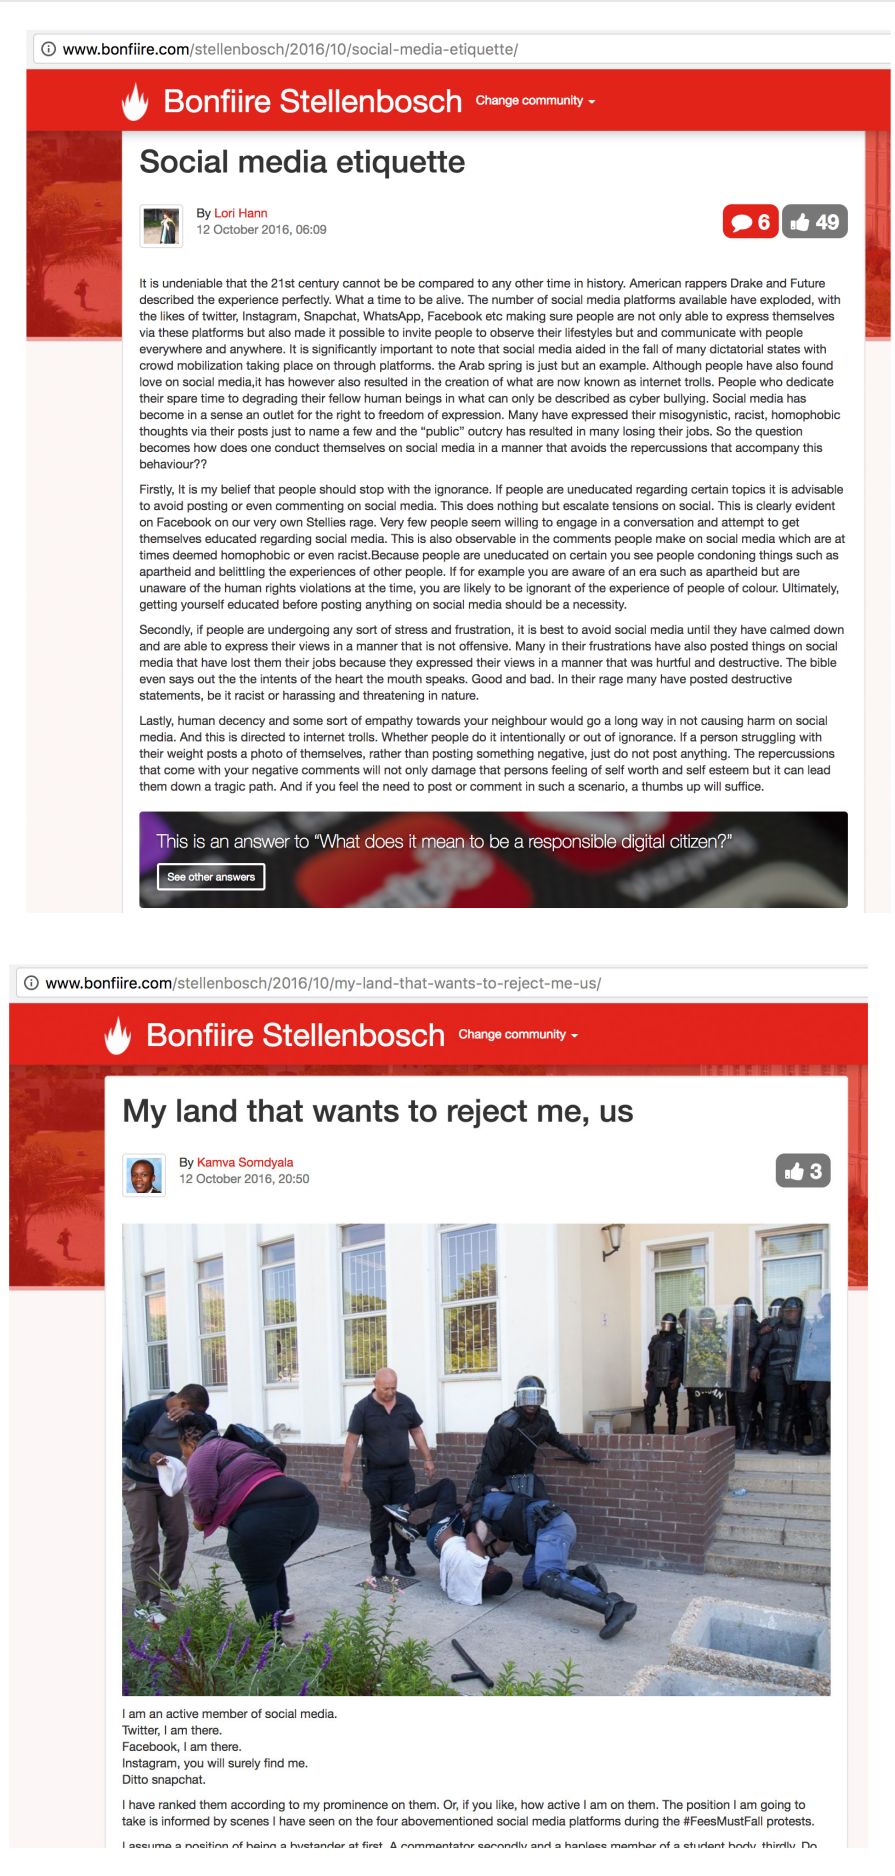 www.bonfiire.com/stellenbosch/2016/10/social-media-etiquette/
Bonfiire Stellenbosch Change community
Social media etiquette
By Lori Hann
12 October 2016, 06:09
6 49
It is undeniable that the 21st century cannot be be compared to any other time in history. American rappers Drake and Future
described the experience perfectly. What a time to be alive. The number of social media platforms available have exploded, with
the likes of twitter, Instagram, Snapchat, WhatsApp, Facebook etc making sure people are not only able to express themselves
via these platforms but also made it possible to invite people to observe their lifestyles but and communicate with people
everywhere and anywhere. It is significantly important to note that social media aided in the fall of many dictatorial states with
crowd mobilization taking place on through platforms. the Arab spring is just but an example. Although people have also found
love on social media,it has however also resulted in the creation of what are now known as internet trolls. People who dedicate
their spare time to degrading their fellow human beings in what can only be described as cyber bullying. Social media has
become in a sense an outlet for the right to freedom of expression. Many have expressed their misogynistic, racist, homophobic
thoughts via their posts just to name a few and the “public” outcry has resulted in many losing their jobs. So the question
becomes how does one conduct themselves on social media in a manner that avoids the repercussions that accompany this
behaviour??
Firstly, It is my belief that people should stop with the ignorance. If people are uneducated regarding certain topics it is advisable
to avoid posting or even commenting on social media. This does nothing but escalate tensions on social. This is clearly evident
on Facebook on our very own Stellies rage. Very few people seem willing to engage in a conversation and attempt to get
themselves educated regarding social media. This is also observable in the comments people make on social media which are at
times deemed homophobic or even racist.Because people are uneducated on certain you see people condoning things such as
apartheid and belittling the experiences of other people. If for example you are aware of an era such as apartheid but are
unaware of the human rights violations at the time, you are likely to be ignorant of the experience of people of colour. Ultimately,
getting yourself educated before posting anything on social media should be a necessity.
Secondly, if people are undergoing any sort of stress and frustration, it is best to avoid social media until they have calmed down
and are able to express their views in a manner that is not offensive. Many in their frustrations have also posted things on social
media that have lost them their jobs because they expressed their views in a manner that was hurtful and destructive. The bible
even says out the the intents of the heart the mouth speaks. Good and bad. In their rage many have posted destructive
statements, be it racist or harassing and threatening in nature.
Lastly, human decency and some sort of empathy towards your neighbour would go a long way in not causing harm on social
media. And this is directed to internet trolls. Whether people do it intentionally or out of ignorance. If a person struggling with
their weight posts a photo of themselves, rather than posting something negative, just do not post anything. The repercussions
that come with your negative comments will not only damage that persons feeling of self worth and self esteem but it can lead
them down a tragic path. And if you feel the need to post or comment in such a scenario, a thumbs up will suffice.
This is an answer to “What does it mean to be a responsible digital citizen?”
See other answers
www.bonfiire.com/stellenbosch/2016/10/my-land-that-wants-to-reject-me-us/
Bonfiire Stellenbosch Change community
My land that wants to reject me, us
By Kamva Somdyala
12 October 2016, 20:50
3
I am an active member of social media.
Twitter, I am there.
Facebook, I am there.
Instagram, you will surely find me.
Ditto snapchat.
I have ranked them according to my prominence on them. Or, if you like, how active I am on them. The position I am going to
take is informed by scenes I have seen on the four abovementioned social media platforms during the #FeesMustFall protests.
I assume a position of being a bystander at first. A commentator secondly and a hapless member of a student body, thirdly. Do